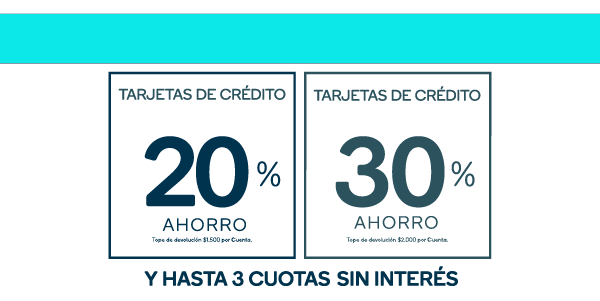 TARJETAS DE CRÉDITO
20%
AHORRO
Tope de devolución $1.500 por Cuenta.
TARJETAS DE CRÉDITO
30%
AHORRO
Tope de devolución $2.000 por Cuenta.
Y HASTA 3 CUOTAS SIN INTERÉS